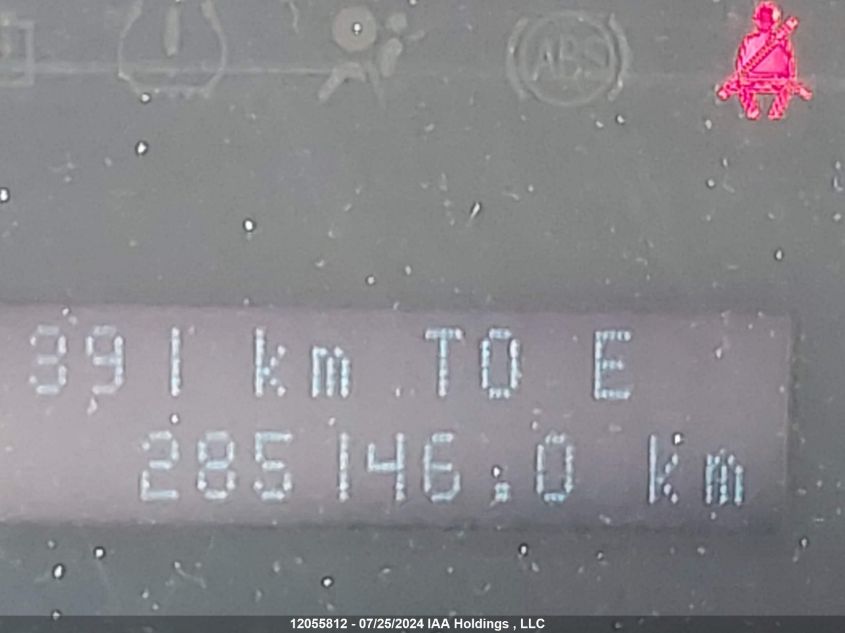 ABS
391 km TO E
285146.0 km
12055812 - 07/25/2024 IAA Holdings , LLC